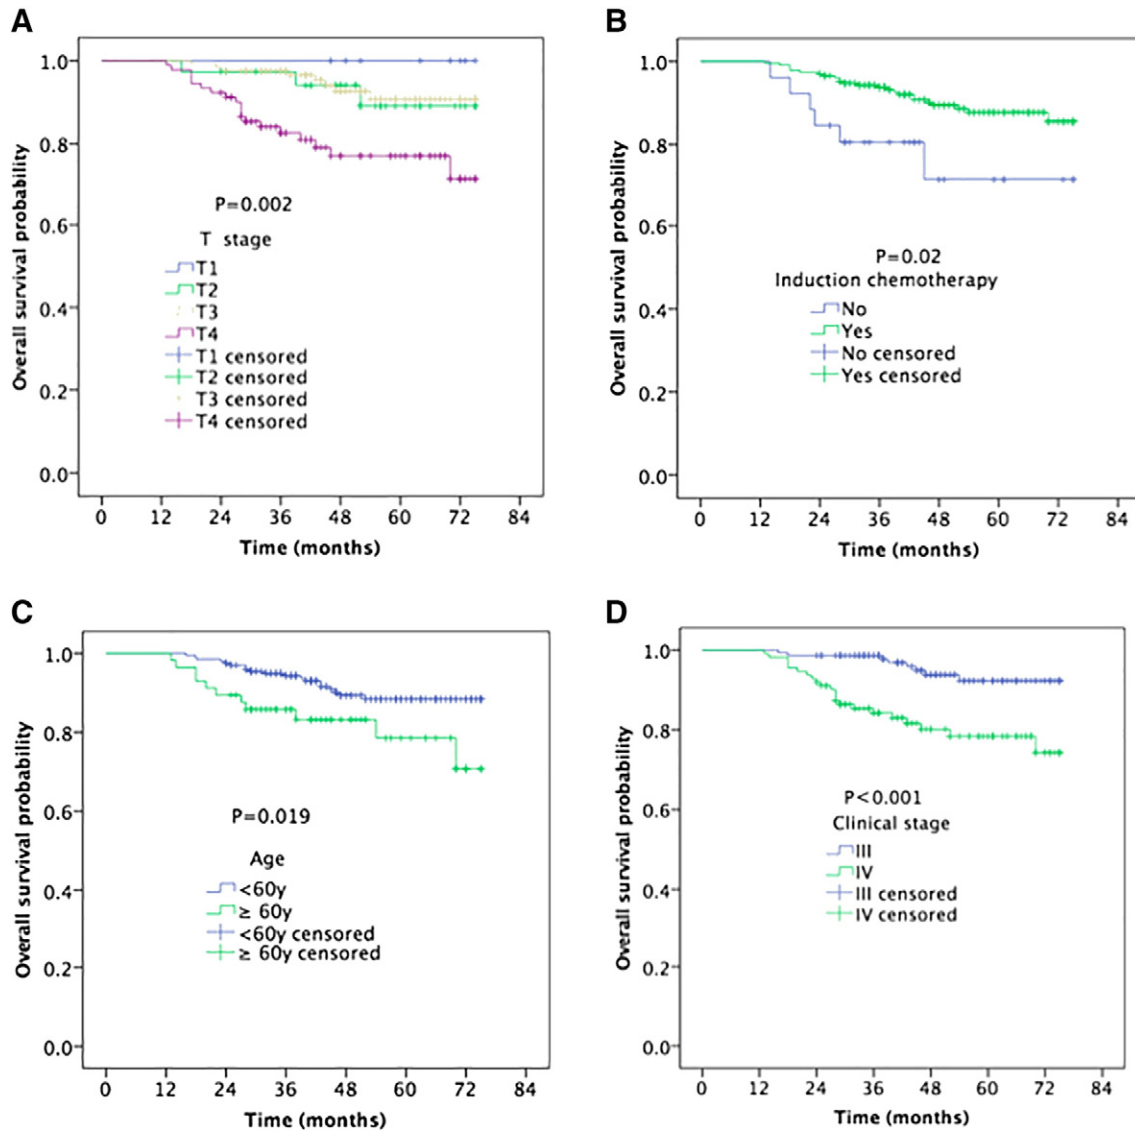 A
Overall survival probability
1.0
0.8
0.6
0.4
0.2
0.0
P=0.002
T stage
T1
T2
T3
T4
T1 censored
T2 censored
T3 censored
T4 censored
0 12 24 36 48 60 72 84
Time (months)
B
Overall survival probability
1.0
0.8
0.6
0.4
0.2
0.0
P=0.02
Induction chemotherapy
No
Yes
No censored
Yes censored
0 12 24 36 48 60 72 84
Time (months)
C
Overall survival probability
1.0
0.8
0.6
0.4
0.2
0.0
P=0.019
Age
<60y
≥ 60y
<60y censored
≥ 60y censored
0 12 24 36 48 60 72 84
Time (months)
D
Overall survival probability
1.0
0.8
0.6
0.4
0.2
0.0
P<0.001
Clinical stage
III
IV
III censored
IV censored
0 12 24 36 48 60 72 84
Time (months)